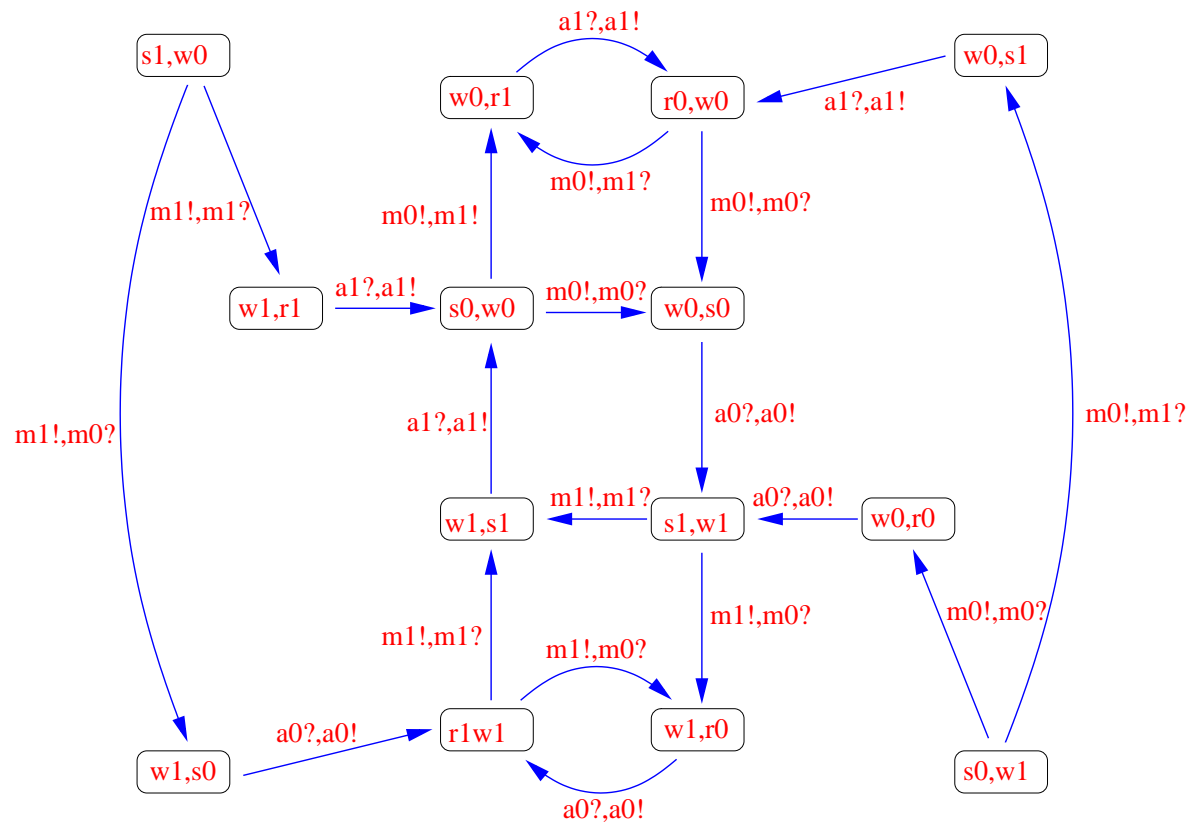 a1?,a1!
s1,w0
w0,s1
w0,r1
r0,w0
a1?,a1!
m0!,m1?
m1!,m1?
m0!,m1!
m0!,m0?
w1,r1
a1?,a1!
s0,w0
m0!,m0?
w0,s0
m1!,m0?
a1?,a1!
a0?,a0!
m0!,m1?
w1,s1
m1!,m1?
s1,w1
a0?,a0!
w0,r0
m1!,m1?
m1!,m0?
m1!,m0?
m0!,m0?
a0?,a0!
r1w1
w1,r0
w1,s0
s0,w1
a0?,a0!